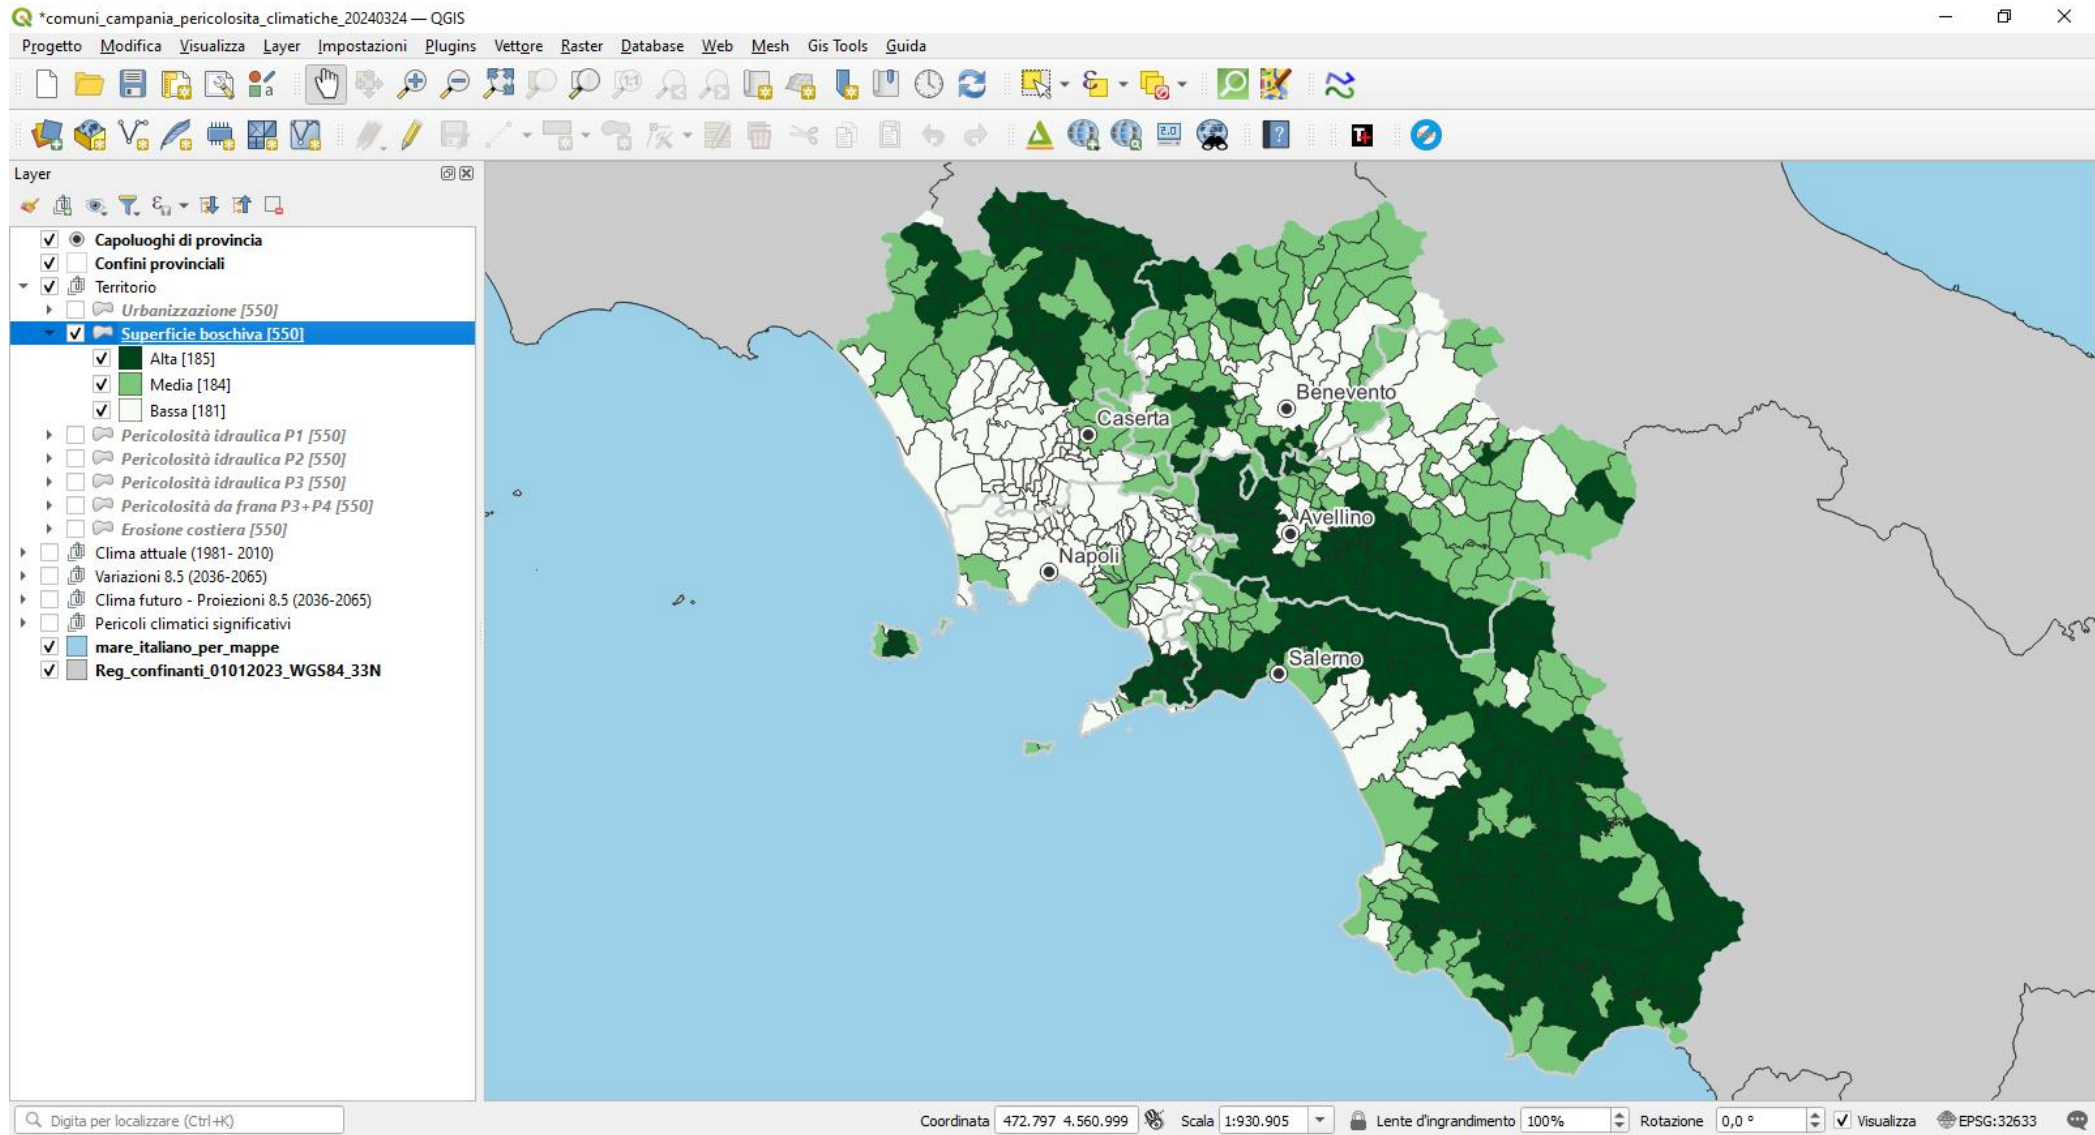 *comuni_campania_pericolosita_climatiche_20240324 — QGIS
Progetto Modifica Visualizza Layer Impostazioni Plugins Vettore Raster Database Web Mesh Gis Tools Guida
Layer
Capoluoghi di provincia
Confini provinciali
Territorio
Urbanizzazione [550]
Superficie boschiva [550]
Alta [185]
Media [184]
Bassa [181]
Pericolosità idraulica P1 [550]
Pericolosità idraulica P2 [550]
Pericolosità idraulica P3 [550]
Pericolosità da frana P3+P4 [550]
Erosione costiera [550]
Clima attuale (1981- 2010)
Variazioni 8.5 (2036-2065)
Clima futuro - Proiezioni 8.5 (2036-2065)
Pericoli climatici significativi
mare_italiano_per_mappe
Reg_confinanti_01012023_WGS84_33N
Benevento
Caserta
Avellino
Napoli
Salerno
Digita per localizzare (Ctrl+K)
Coordinata 472.797 4.560.999 Scala 1:930.905 Lente d'ingrandimento 100% Rotazione 0,0 ° Visualizza EPSG:32633